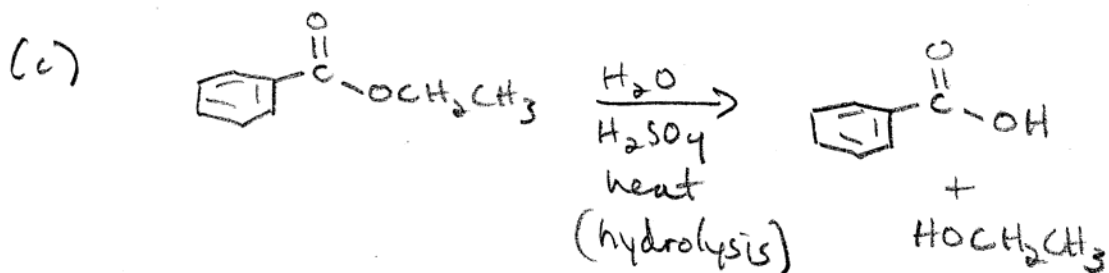 (c)
O
||
C
OCH2CH3
H2O
H2SO4
heat
(hydrolysis)
O
||
C
OH
+
HOCH2CH3